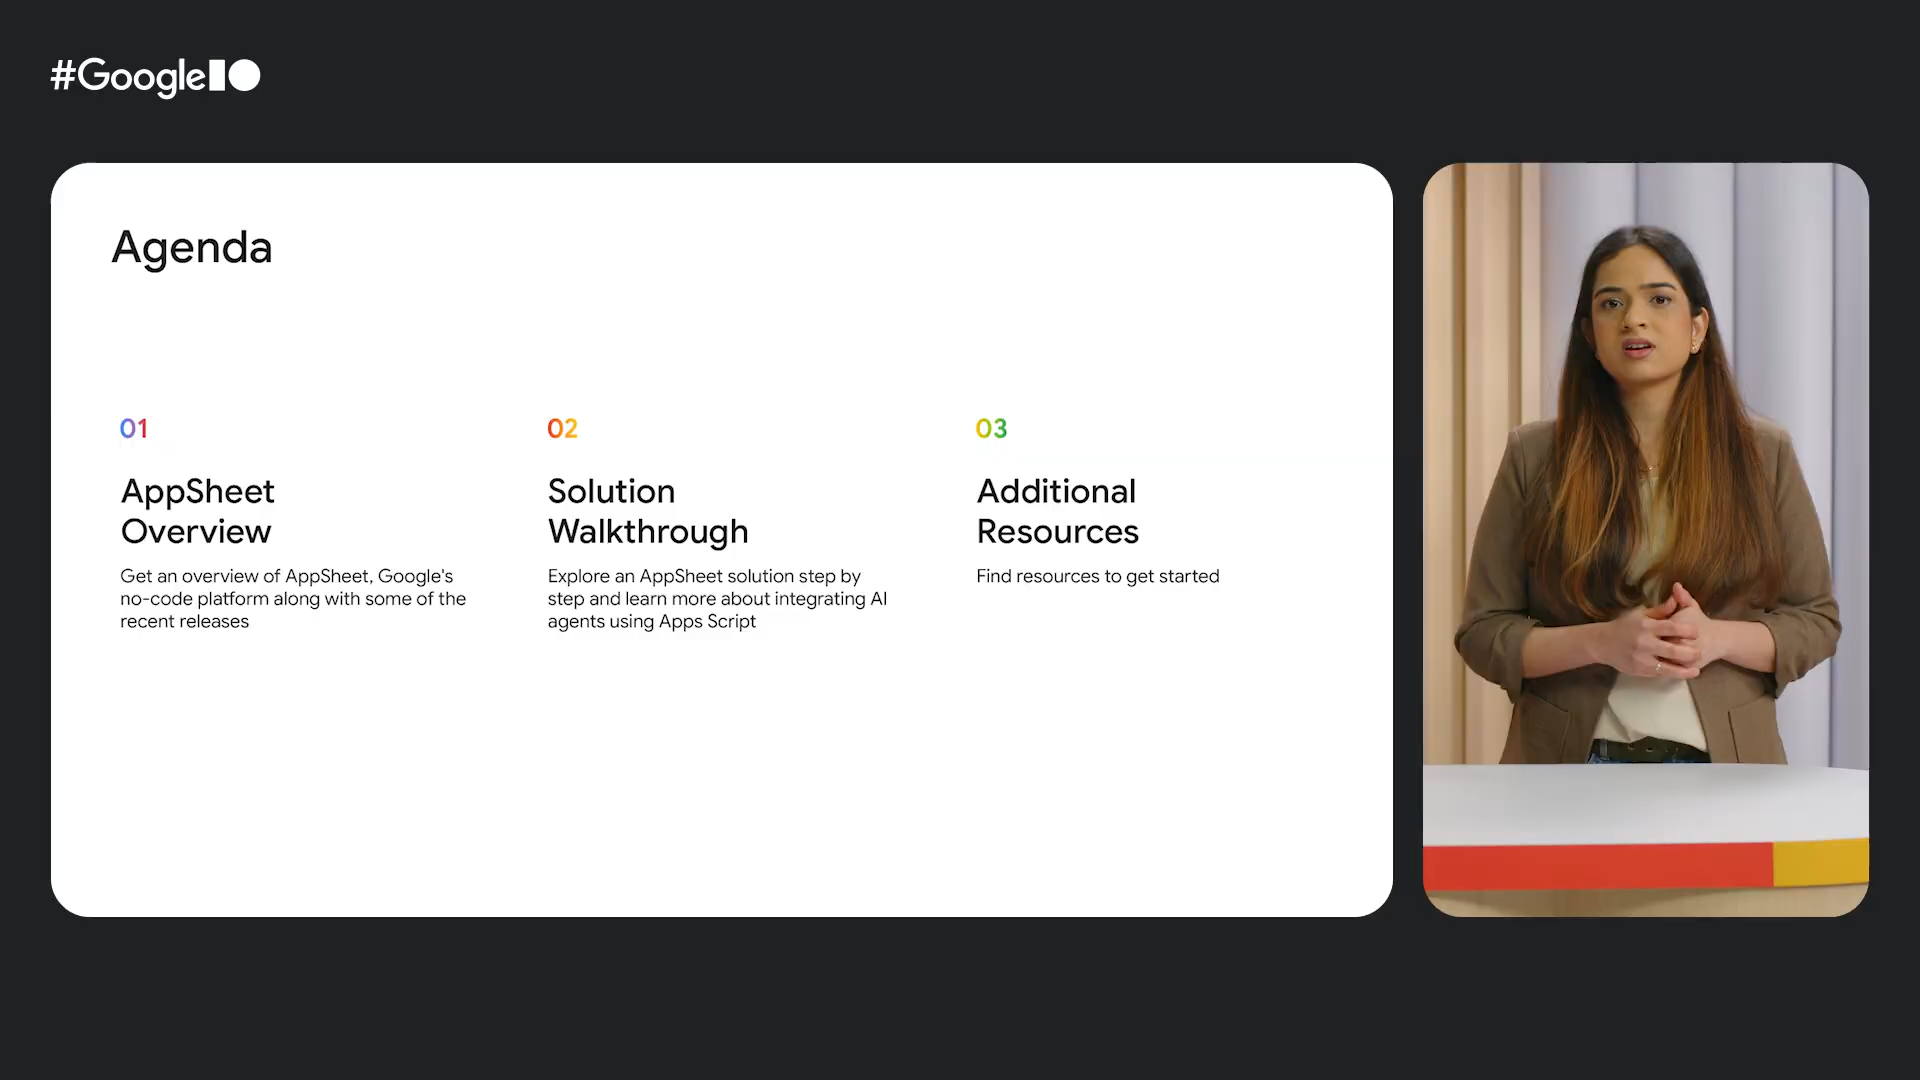 #GoogleIO
Agenda
01
AppSheet
Overview
Get an overview of AppSheet, Google's
no-code platform along with some of the
recent releases
02
Solution
Walkthrough
Explore an AppSheet solution step by
step and learn more about integrating AI
agents using Apps Script
03
Additional
Resources
Find resources to get started